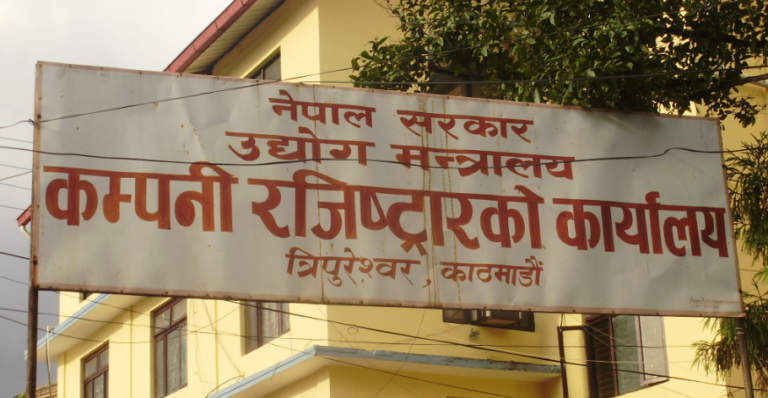 नेपाल सरकार
उद्योग मन्त्रालय
कम्पनी रजिष्ट्रारको कार्यालय
त्रिपुरेश्वर, काठमाडौं